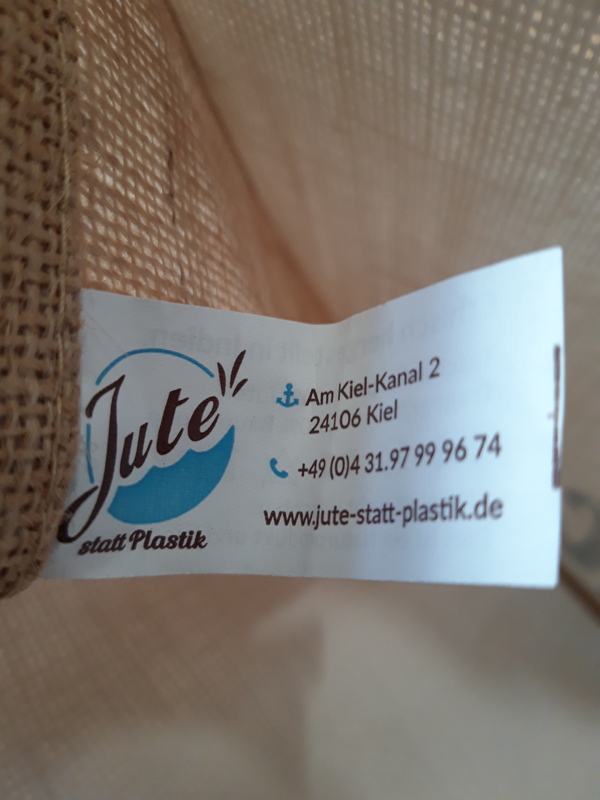 Jute
statt Plastik
Am Kiel-Kanal 2
24106 Kiel
+49 (0)4 31.97 99 96 74
www.jute-statt-plastik.de